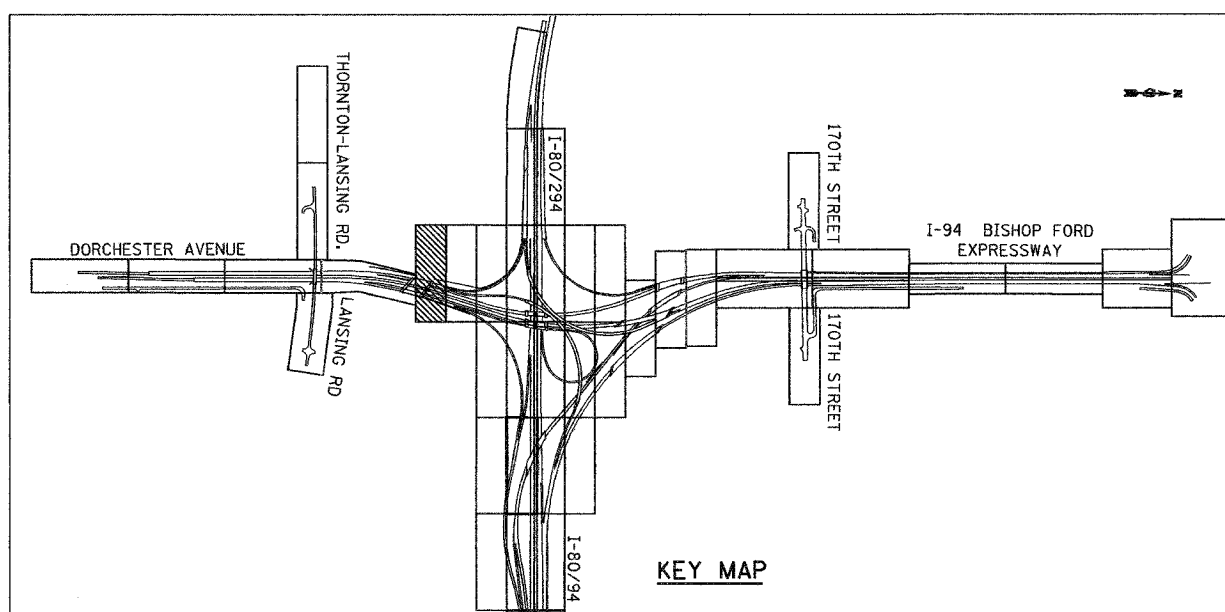 THORNTON-LANSING RD.
LANSING RD
DORCHESTER AVENUE
I-80/294
I-80/94
170TH STREET
170TH STREET
I-94 BISHOP FORD
EXPRESSWAY
N
KEY MAP